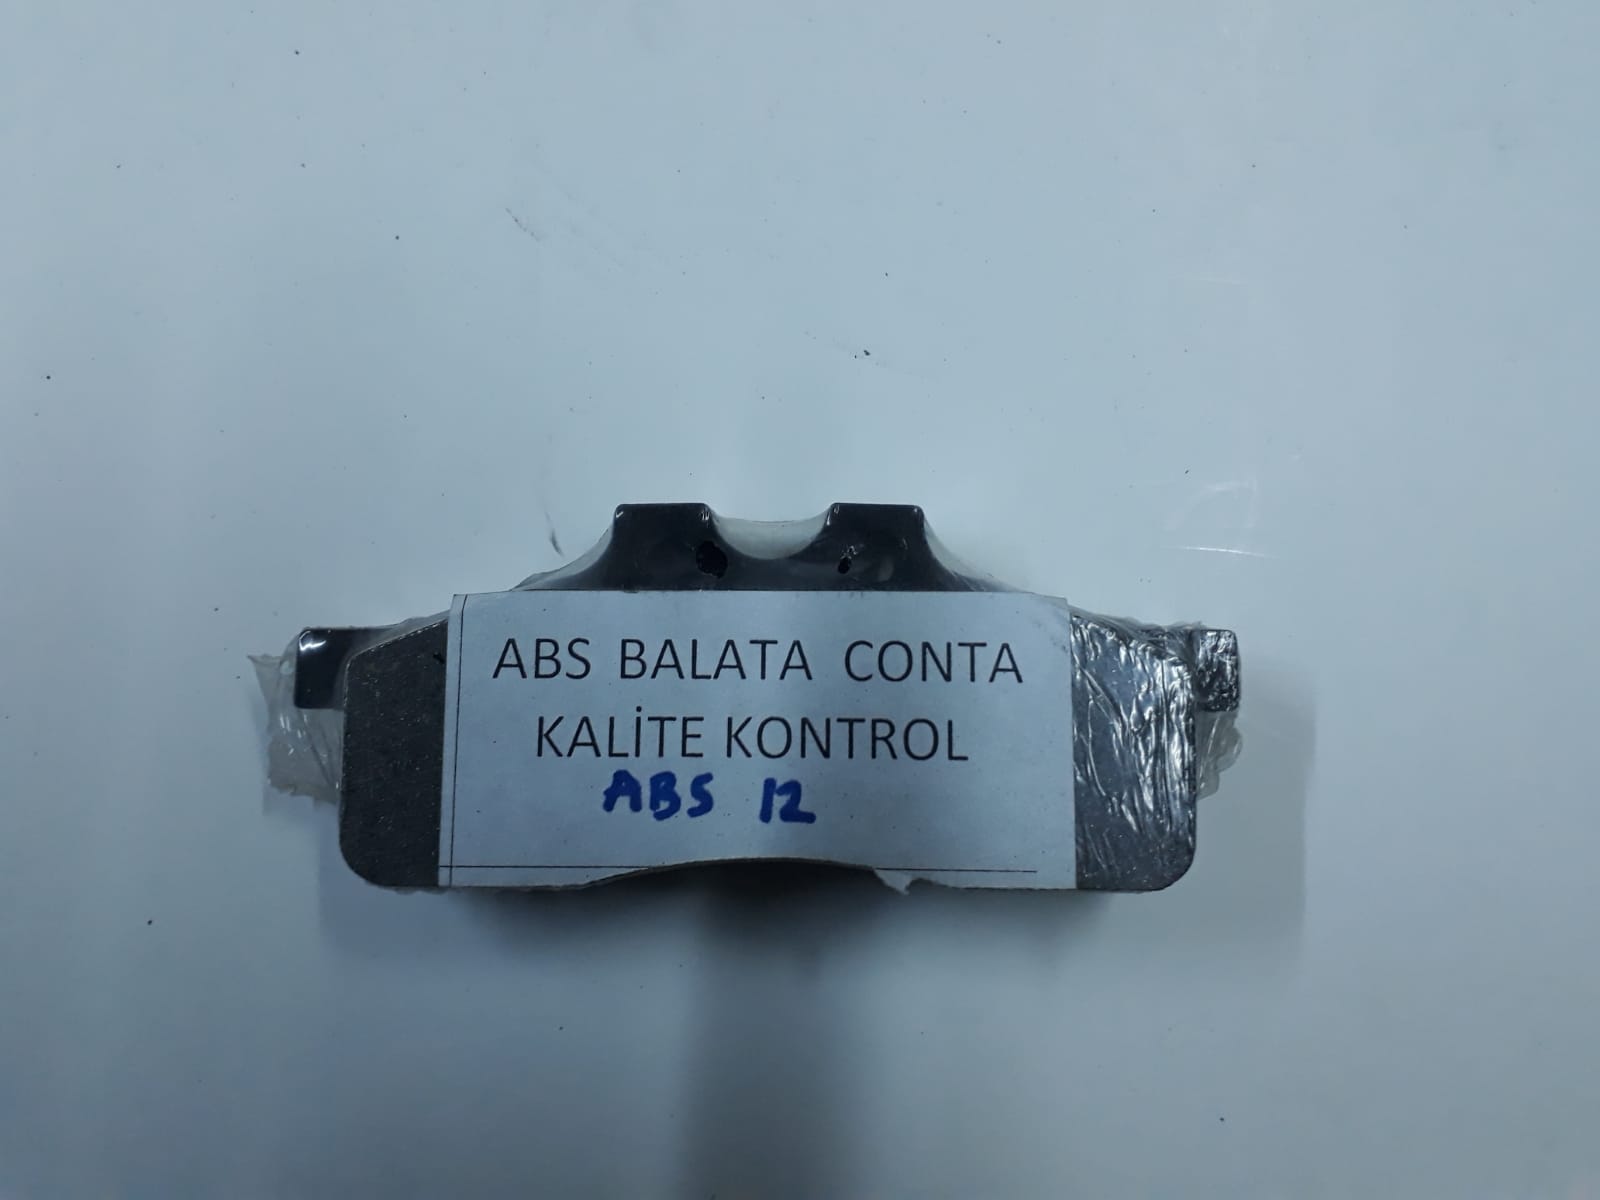 ABS BALATA CONTA
KALİTE KONTROL
ABS 12